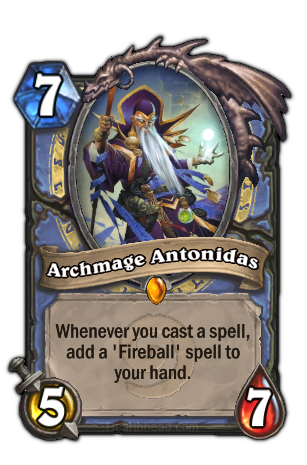 7
Archmage Antonidas
Whenever you cast a spell,
add a 'Fireball' spell to
your hand.
5
7